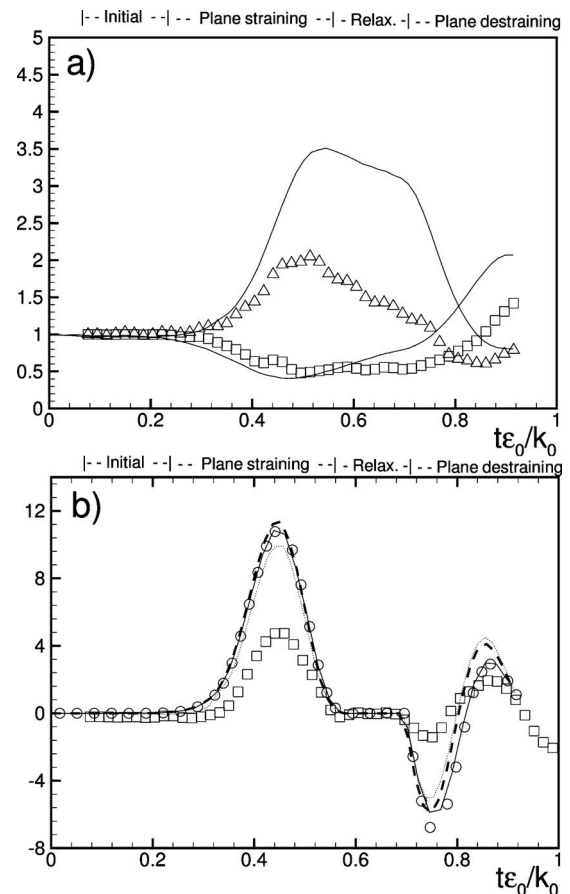 |-- Initial --|-- -- Plane straining -- --|- Relax. -|-- -- Plane destraining
a)
5
4.5
4
3.5
3
2.5
2
1.5
1
0.5
0
0 0.2 0.4 0.6 0.8 1
tε₀/k₀
|-- Initial --|-- -- Plane straining -- --|- Relax. -|-- -- Plane destraining
b)
12
8
4
0
-4
-8
0 0.2 0.4 0.6 0.8 1
tε₀/k₀